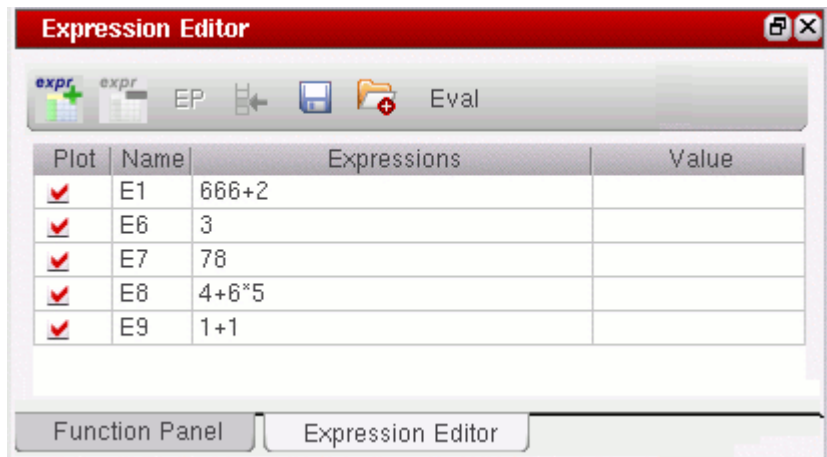 Expression Editor
expr expr EP Eval
Plot Name Expressions Value
E1 666+2
E6 3
E7 78
E8 4+6*5
E9 1+1
Function Panel Expression Editor